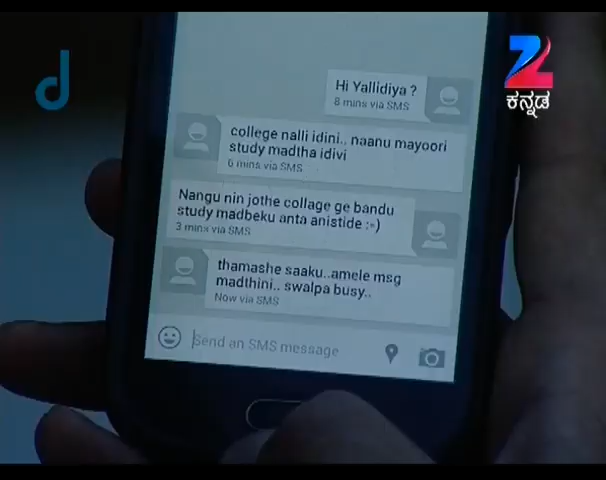 Hi Yallidiya ?
8 mins via SMS
college nalli idini.. naanu mayoori
study madtha idivi
6 mins via SMS
Nangu nin jothe collage ge bandu
study madbeku anta anistide :-)
3 mins via SMS
thamashe saaku..amele msg
madthini.. swalpa busy..
Now via SMS
Send an SMS message
ಕನ್ನಡ